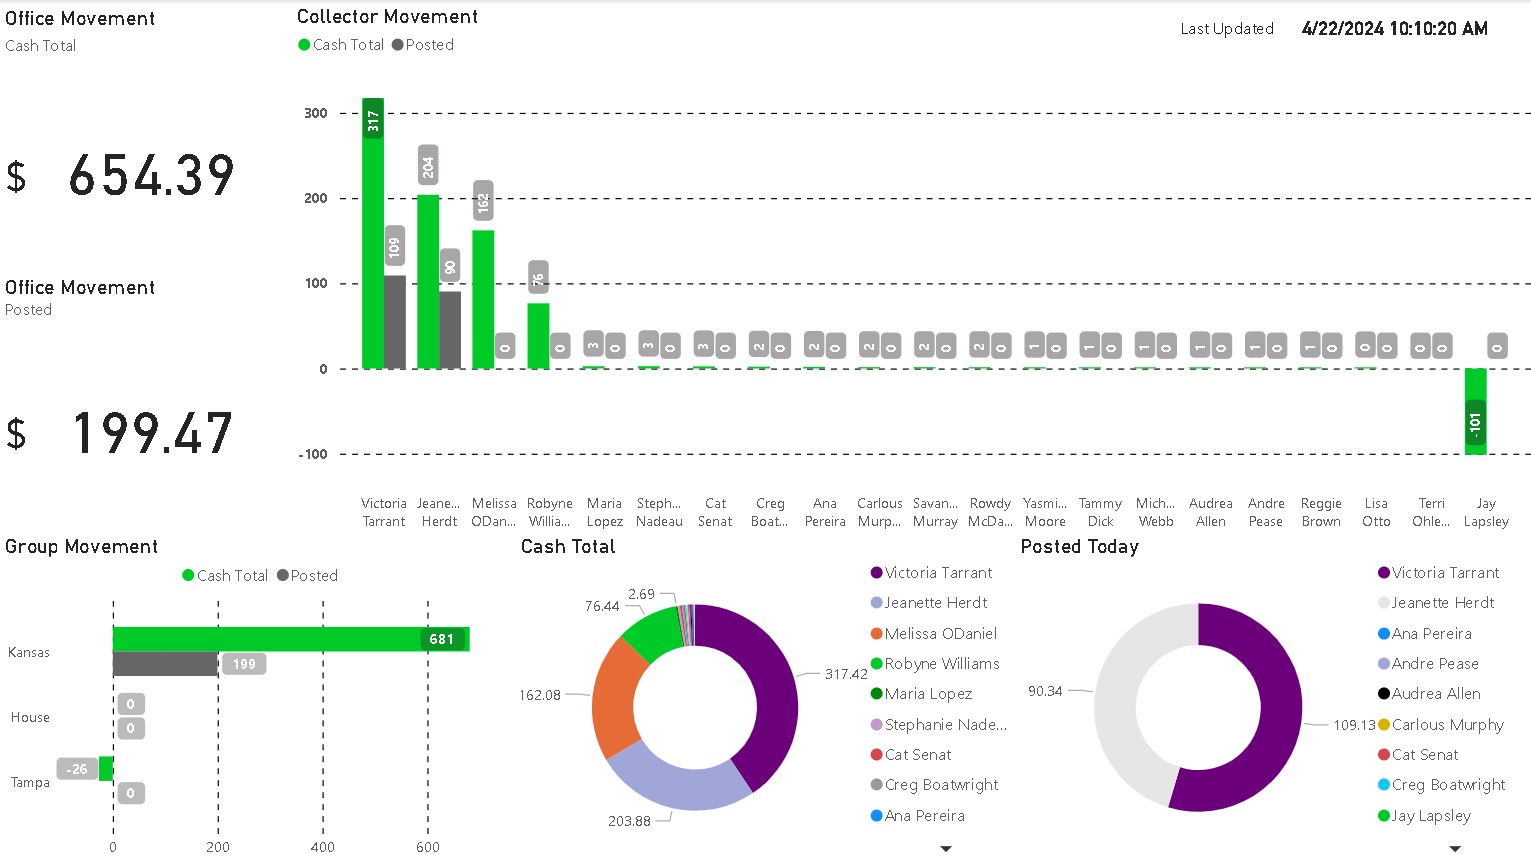 Office Movement
Cash Total
$ 654.39
Office Movement
Posted
$ 199.47
Collector Movement
Cash Total Posted
Last Updated 4/22/2024 10:10:20 AM
300
200
100
0
-100
317 109 204 90 162 0 76 0 3 0 3 0 3 0 2 0 2 0 2 0 2 0 2 0 1 0 1 0 1 0 1 0 1 0 1 0 0 0 0 0 -101 0
Victoria Jeane... Melissa Robyne Maria Steph... Cat Creg Ana Carlous Savan... Rowdy Yasmi... Tammy Mich... Audrea Andre Reggie Lisa Terri Jay
Tarrant Herdt ODan... Willia... Lopez Nadeau Senat Boat... Pereira Murp... Murray McDa... Moore Dick Webb Allen Pease Brown Otto Ohle... Lapsley
Group Movement
Cash Total Posted
Kansas 681
199
House 0
0
Tampa -26
0
0 200 400 600
Cash Total
2.69
76.44
162.08
203.88
317.42
Victoria Tarrant
Jeanette Herdt
Melissa ODaniel
Robyne Williams
Maria Lopez
Stephanie Nade...
Cat Senat
Creg Boatwright
Ana Pereira
Posted Today
90.34
109.13
Victoria Tarrant
Jeanette Herdt
Ana Pereira
Andre Pease
Audrea Allen
Carlous Murphy
Cat Senat
Creg Boatwright
Jay Lapsley